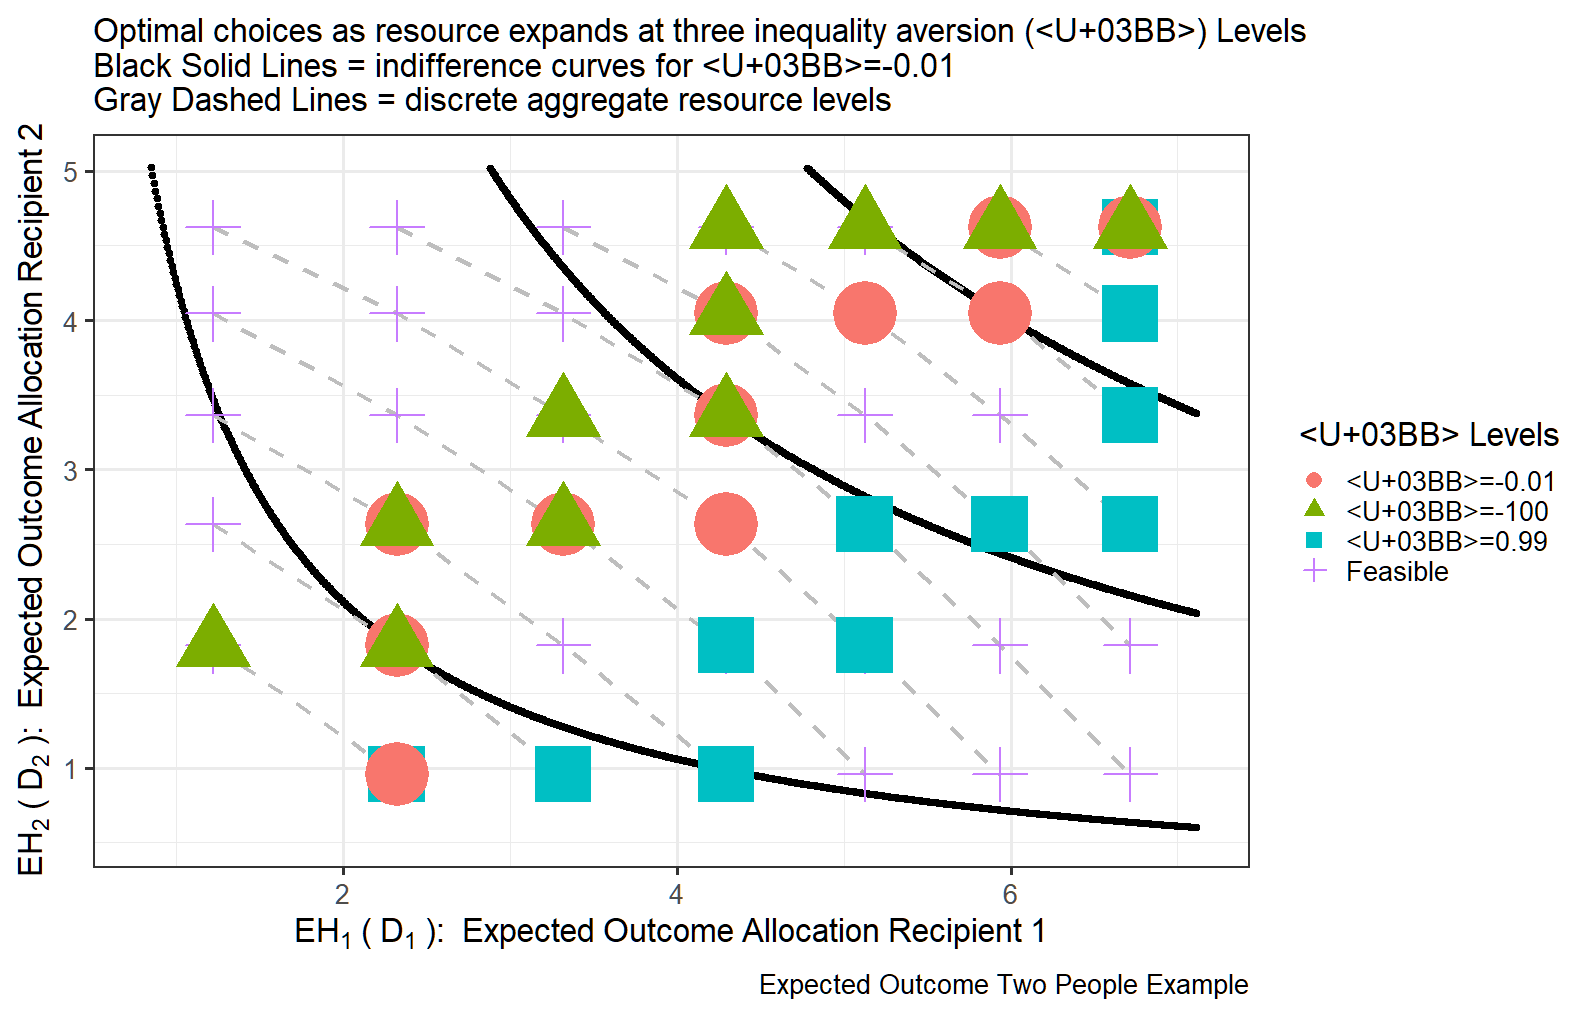 Optimal choices as resource expands at three inequality aversion (<U+03BB>) Levels
Black Solid Lines = indifference curves for <U+03BB>=-0.01
Gray Dashed Lines = discrete aggregate resource levels
EH2 ( D2 ):  Expected Outcome Allocation Recipient 2
5
4
3
2
1
2
4
6
EH1 ( D1 ):  Expected Outcome Allocation Recipient 1
<U+03BB> Levels
<U+03BB>=-0.01
<U+03BB>=-100
<U+03BB>=0.99
Feasible
Expected Outcome Two People Example